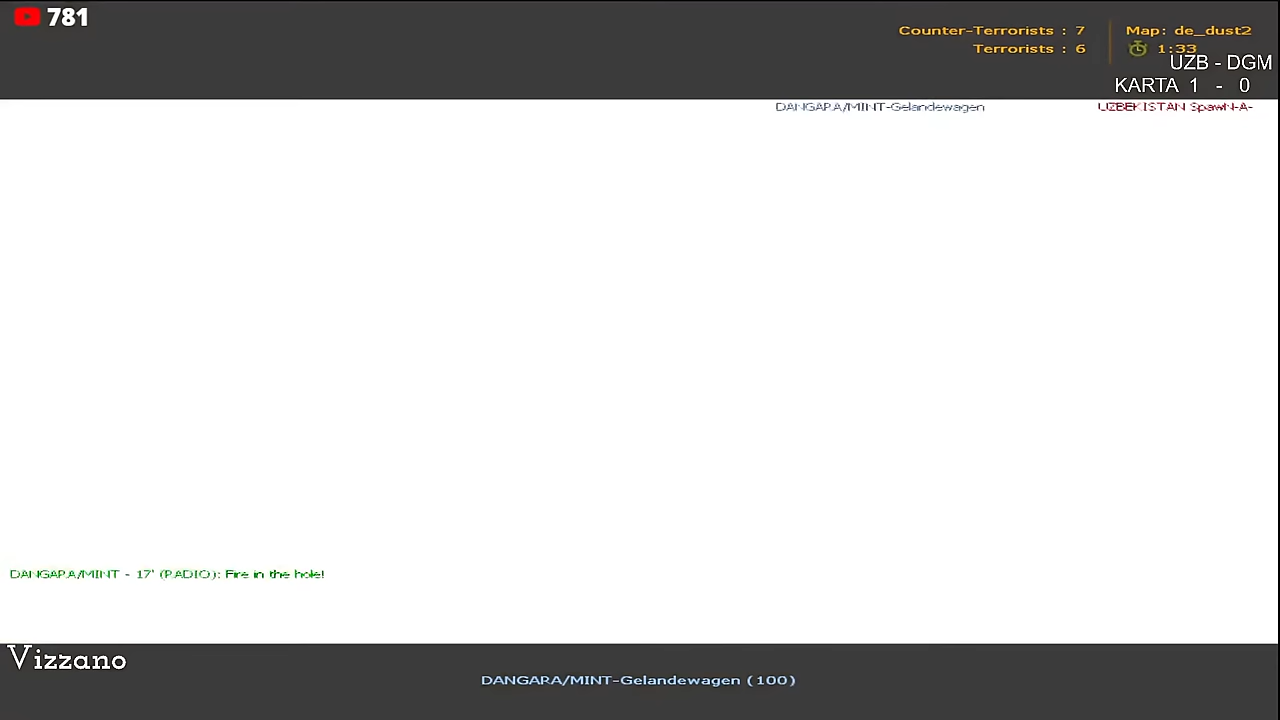 781
Counter-Terrorists : 7
Terrorists : 6
Map: de_dust2
1:33
UZB - DGM
KARTA 1 - 0
DANGARA/MINT-Gelandewagen
UZBEKISTAN SpawN-A-
DANGARA/MINT - 17' (RADIO): Fire in the hole!
Vizzano
DANGARA/MINT-Gelandewagen (100)